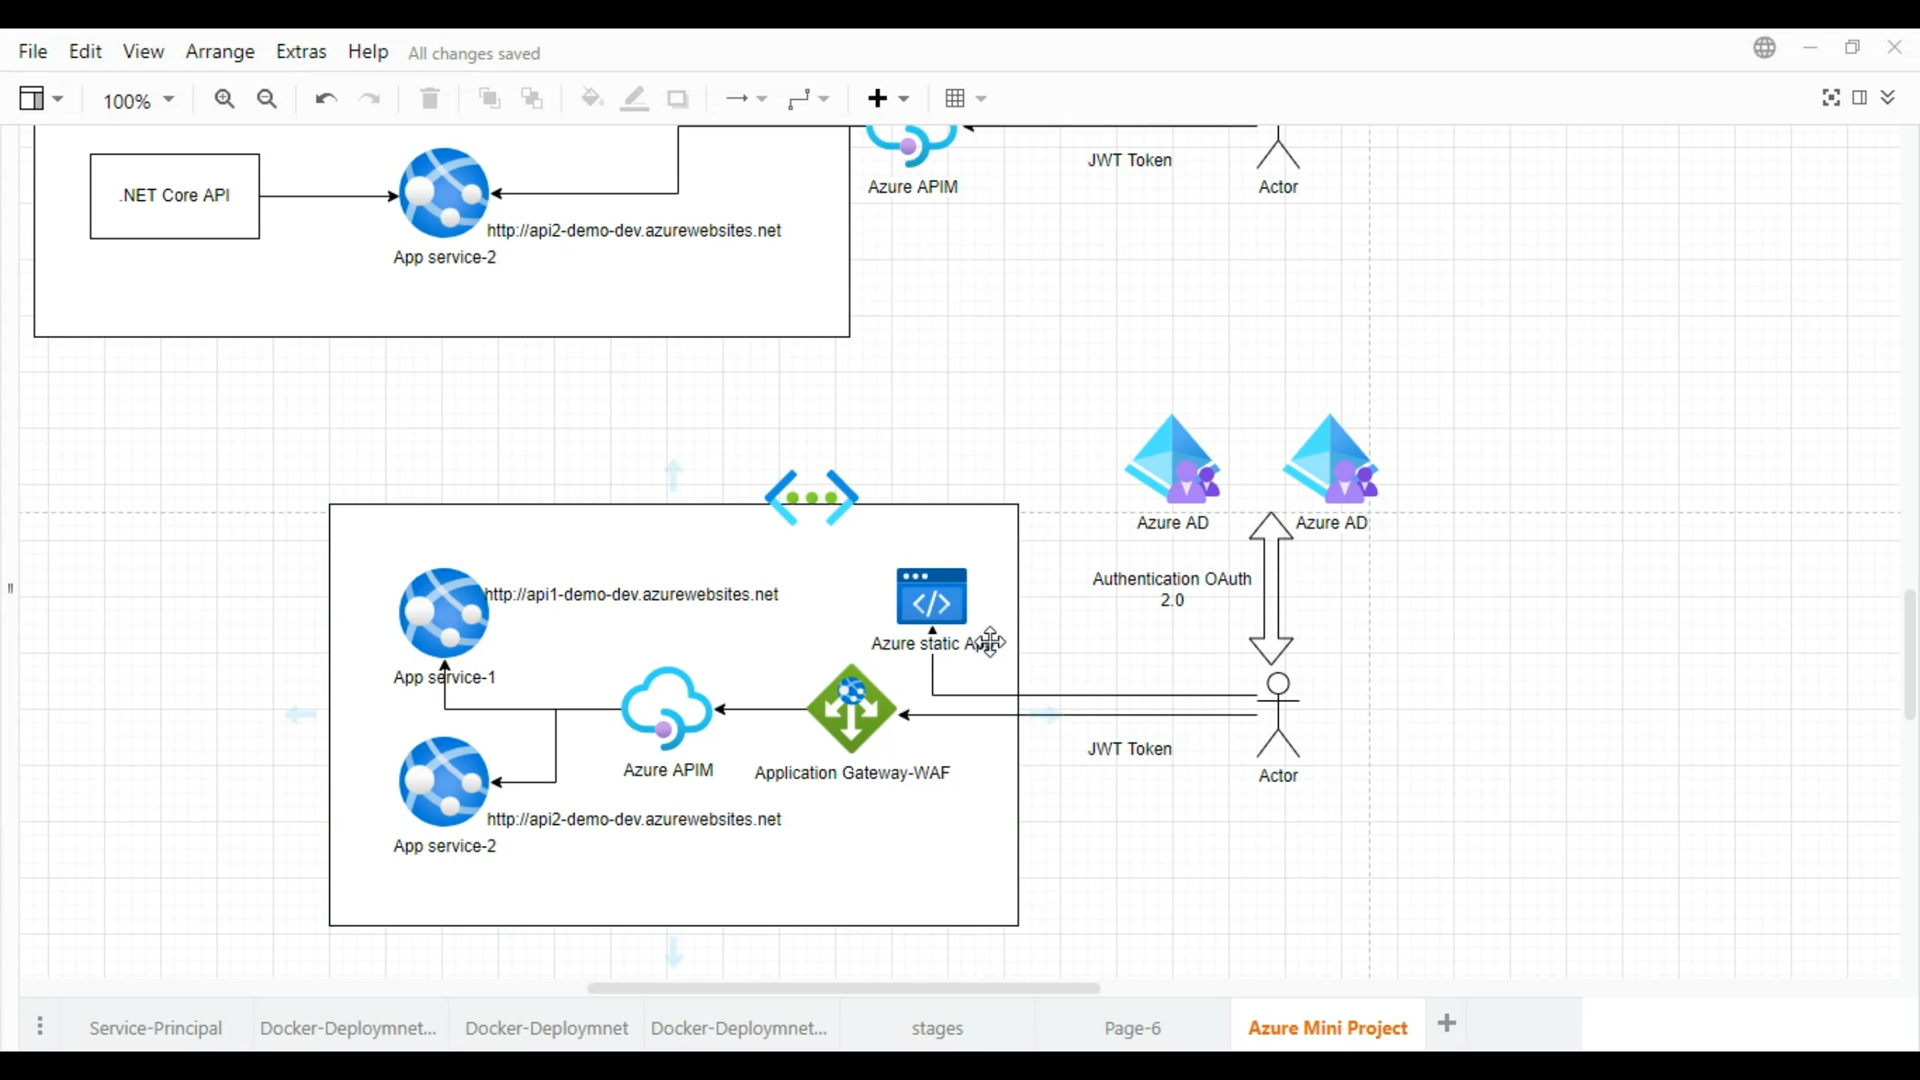 File Edit View Arrange Extras Help All changes saved
100%
.NET Core API
http://api2-demo-dev.azurewebsites.net
App service-2
Azure APIM
JWT Token
Actor
Azure AD
Azure AD
Authentication OAuth
2.0
http://api1-demo-dev.azurewebsites.net
App service-1
Azure static
Azure APIM
Application Gateway-WAF
http://api2-demo-dev.azurewebsites.net
App service-2
JWT Token
Actor
Service-Principal Docker-Deploymnet... Docker-Deploymnet Docker-Deploymnet... stages Page-6 Azure Mini Project